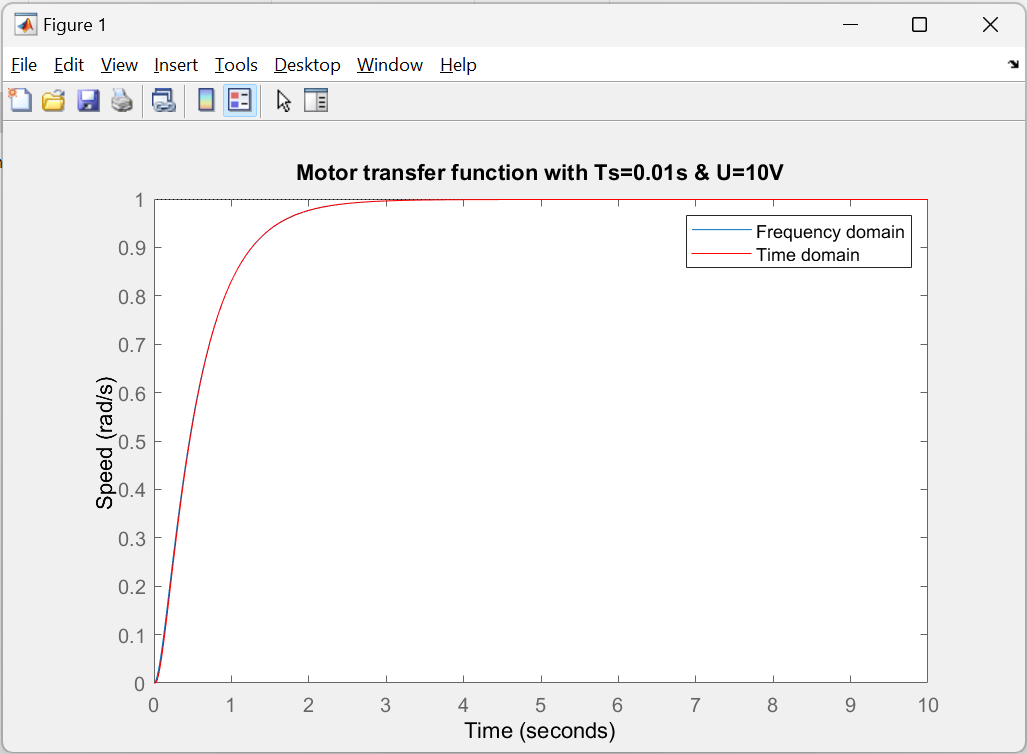 Figure 1
File Edit View Insert Tools Desktop Window Help
Motor transfer function with Ts=0.01s & U=10V
1
0.9
0.8
0.7
0.6
0.5
0.4
0.3
0.2
0.1
0
Speed (rad/s)
Frequency domain
Time domain
0 1 2 3 4 5 6 7 8 9 10
Time (seconds)